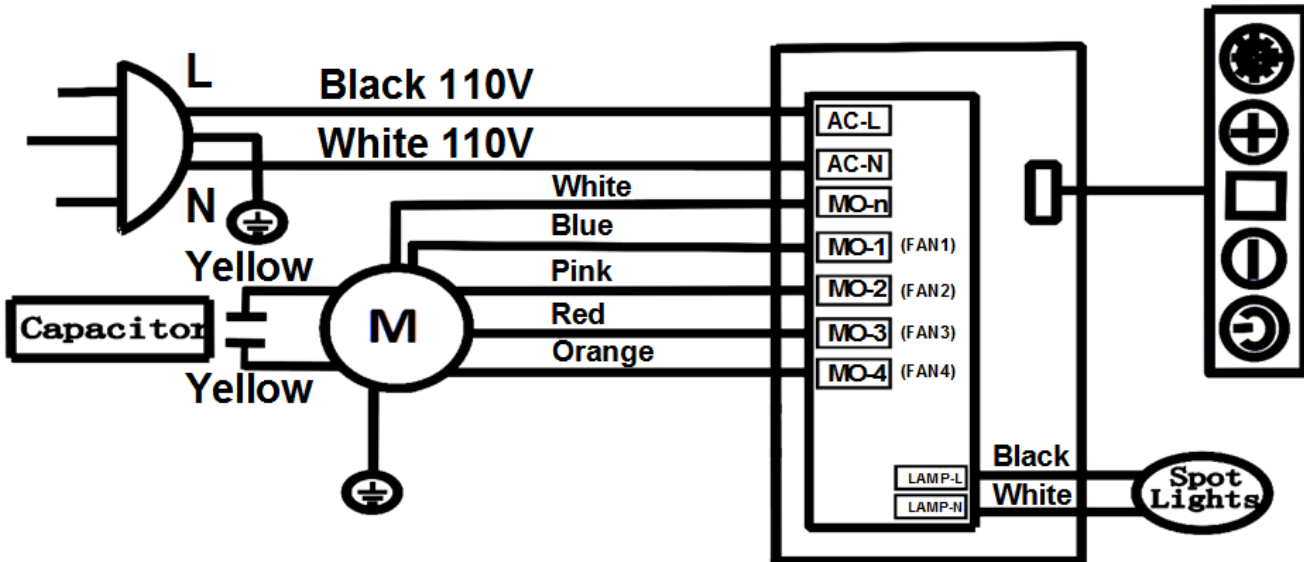 L
Black 110V
White 110V
N
AC-L
AC-N
White
MO-n
Blue
MO-1 (FAN1)
Yellow
Pink
MO-2 (FAN2)
Capacitor
M
Red
MO-3 (FAN3)
Orange
MO-4 (FAN4)
Yellow
Black
LAMP-L
White
LAMP-N
Spot
Lights